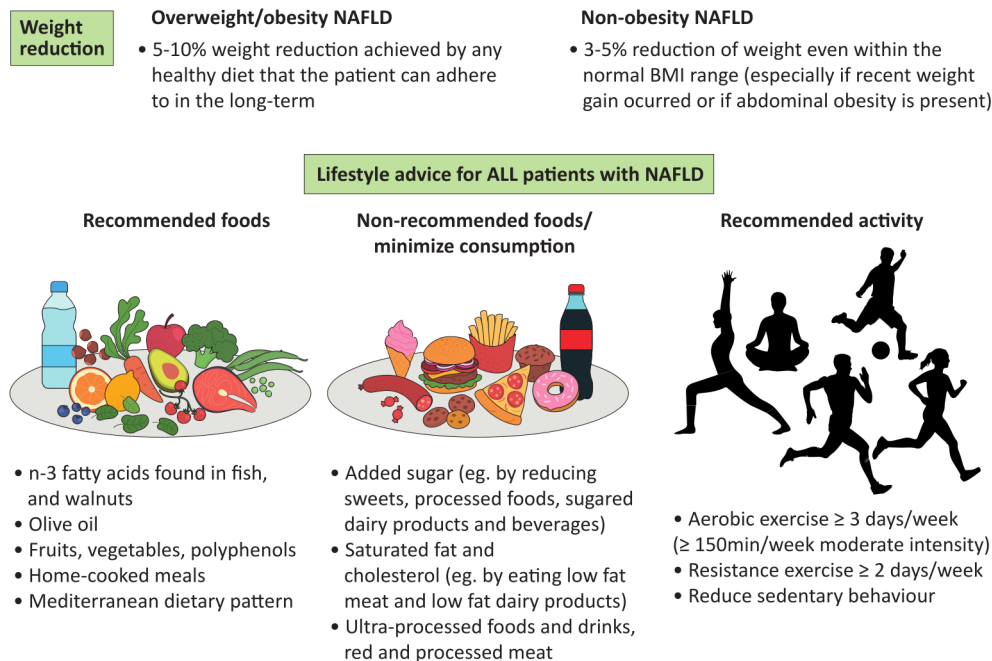 Weight
reduction
Overweight/obesity NAFLD
• 5-10% weight reduction achieved by any
healthy diet that the patient can adhere
to in the long-term
Non-obesity NAFLD
• 3-5% reduction of weight even within the
normal BMI range (especially if recent weight
gain ocurred or if abdominal obesity is present)
Lifestyle advice for ALL patients with NAFLD
Recommended foods
• n-3 fatty acids found in fish,
and walnuts
• Olive oil
• Fruits, vegetables, polyphenols
• Home-cooked meals
• Mediterranean dietary pattern
Non-recommended foods/
minimize consumption
• Added sugar (eg. by reducing
sweets, processed foods, sugared
dairy products and beverages)
• Saturated fat and
cholesterol (eg. by eating low fat
meat and low fat dairy products)
• Ultra-processed foods and drinks,
red and processed meat
Recommended activity
• Aerobic exercise ≥ 3 days/week
(≥ 150min/week moderate intensity)
• Resistance exercise ≥ 2 days/week
• Reduce sedentary behaviour